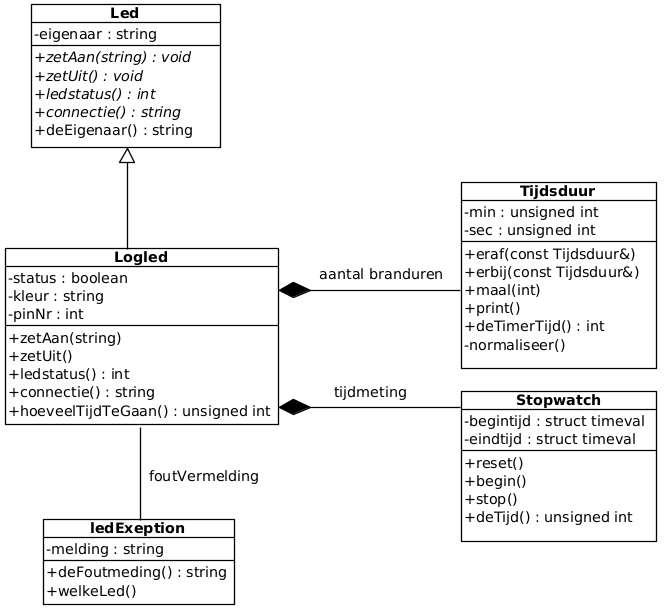 Led
-eigenaar : string
+zetAan(string) : void
+zetUit() : void
+ledstatus() : int
+connectie() : string
+deEigenaar() : string
Logled
-status : boolean
-kleur : string
-pinNr : int
+zetAan(string)
+zetUit()
+ledstatus() : int
+connectie() : string
+hoeveelTijdTeGaan() : unsigned int
aantal branduren
Tijdsduur
-min : unsigned int
-sec : unsigned int
+eraf(const Tijdsduur&)
+erbij(const Tijdsduur&)
+maal(int)
+print()
+deTimerTijd() : int
-normaliseer()
tijdmeting
Stopwatch
-begintijd : struct timeval
-eindtijd : struct timeval
+reset()
+begin()
+stop()
+deTijd() : unsigned int
foutVermelding
ledExeption
-melding : string
+deFoutmeding() : string
+welkeLed()